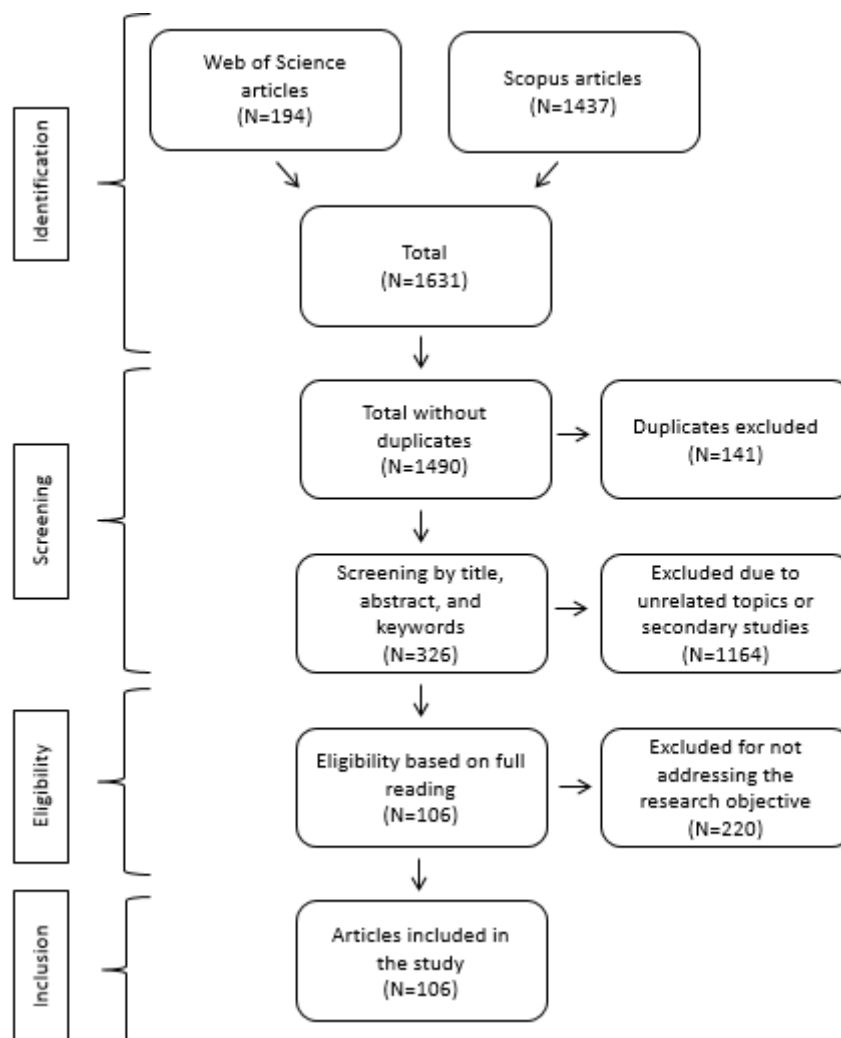 Identification
Web of Science
articles
(N=194)
Scopus articles
(N=1437)
Total
(N=1631)
Screening
Total without
duplicates
(N=1490)
Duplicates excluded
(N=141)
Screening by title,
abstract, and
keywords
(N=326)
Excluded due to
unrelated topics or
secondary studies
(N=1164)
Eligibility
Eligibility based on full
reading
(N=106)
Excluded for not
addressing the
research objective
(N=220)
Inclusion
Articles included in
the study
(N=106)